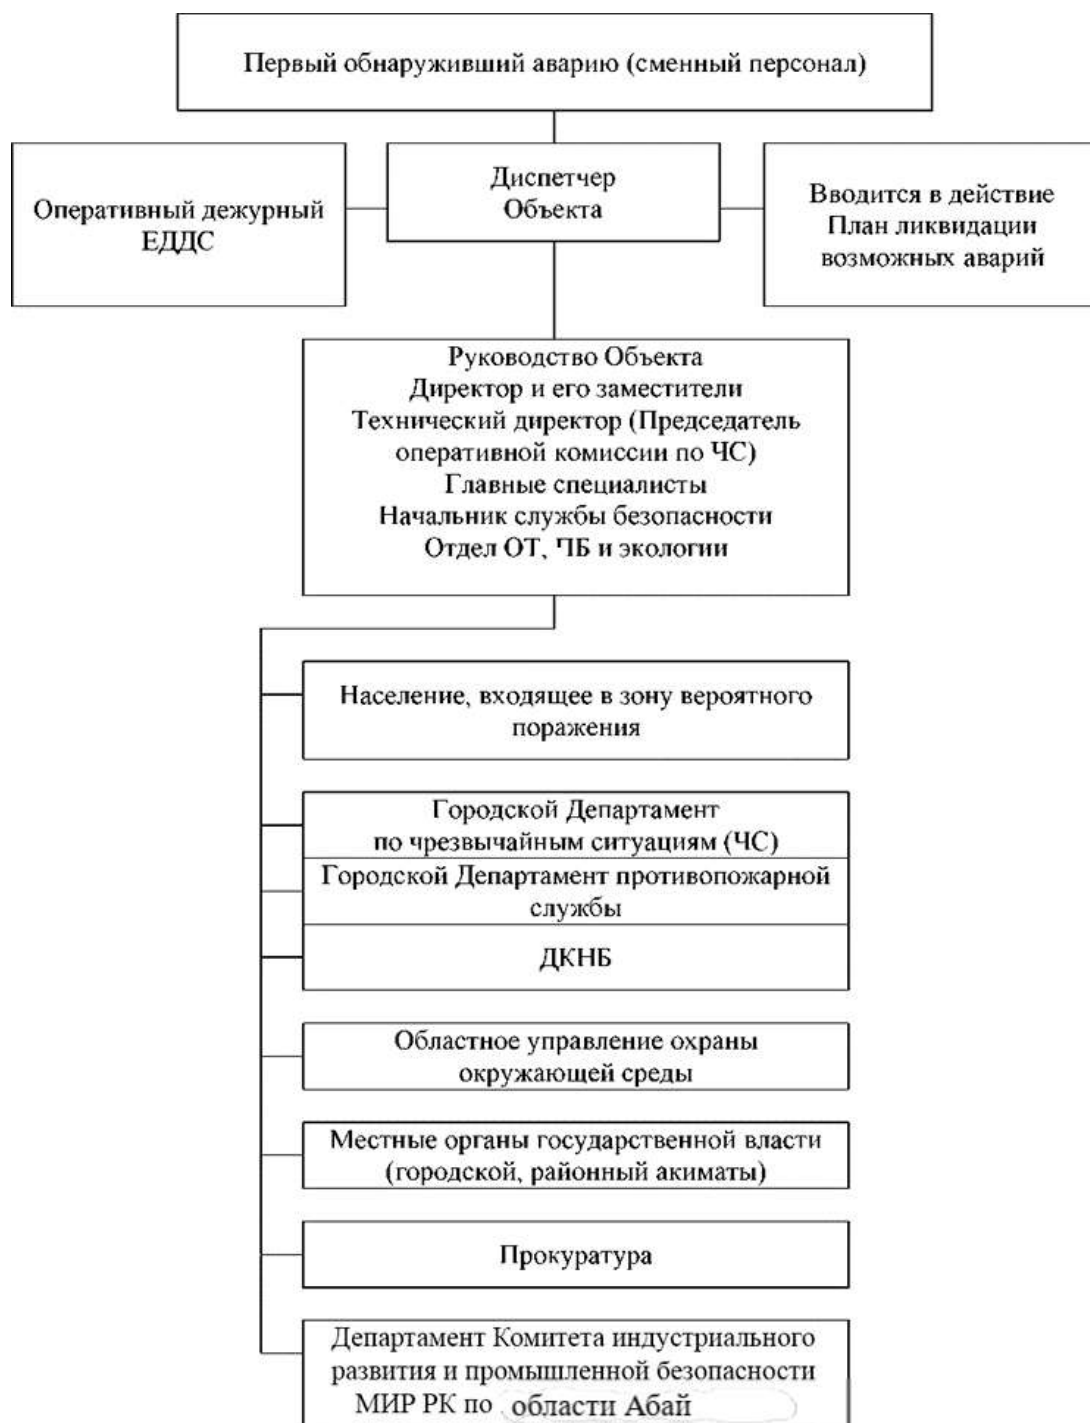 Первый обнаруживший аварию (сменный персонал)
Оперативный дежурный
ЕДДС
Диспетчер
Объекта
Вводится в действие
План ликвидации
возможных аварий
Руководство Объекта
Директор и его заместители
Технический директор (Председатель
оперативной комиссии по ЧС)
Главные специалисты
Начальник службы безопасности
Отдел ОТ, ПБ и экологии
Население, входящее в зону вероятного
поражения
Городской Департамент
по чрезвычайным ситуациям (ЧС)
Городской Департамент противопожарной
службы
ДКНБ
Областное управление охраны
окружающей среды
Местные органы государственной власти
(городской, районный акиматы)
Прокуратура
Департамент Комитета индустриального
развития и промышленной безопасности
МИР РК по области Абай